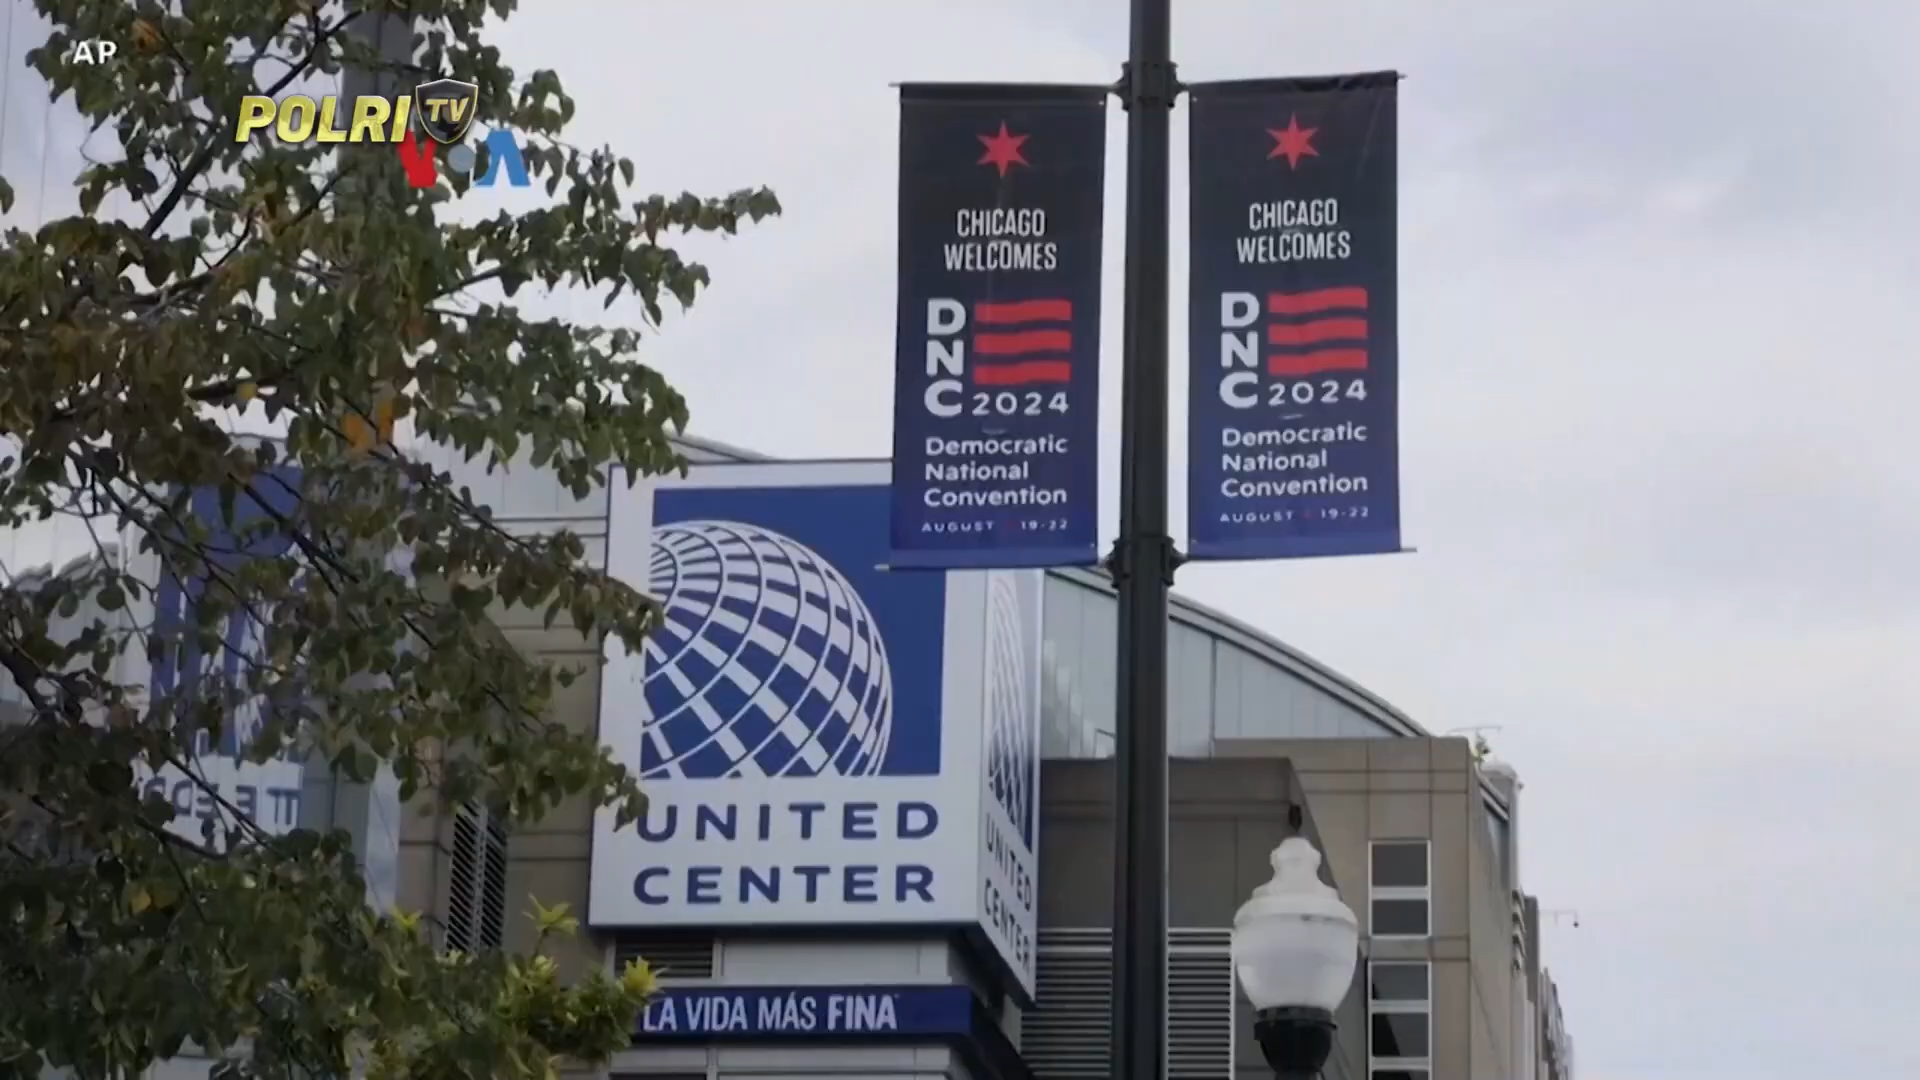 AP
POLRI TV
VOA
CHICAGO
WELCOMES
DNC
2024
Democratic
National
Convention
AUGUST 19-22
CHICAGO
WELCOMES
DNC
2024
Democratic
National
Convention
AUGUST 19-22
UNITED
CENTER
UNITED
CENTER
LA VIDA MÁS FINA